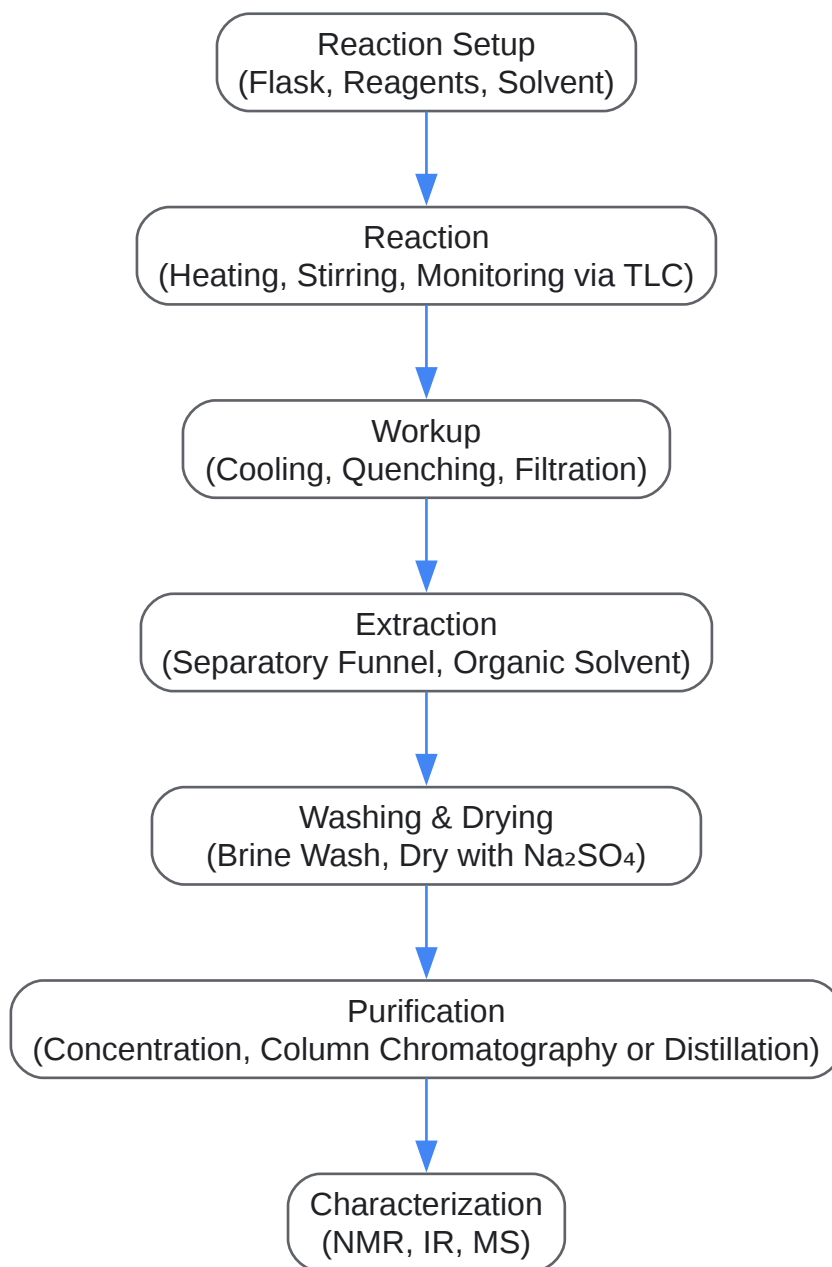 Reaction Setup
(Flask, Reagents, Solvent)
Reaction
(Heating, Stirring, Monitoring via TLC)
Workup
(Cooling, Quenching, Filtration)
Extraction
(Separatory Funnel, Organic Solvent)
Washing & Drying
(Brine Wash, Dry with Na₂SO₄)
Purification
(Concentration, Column Chromatography or Distillation)
Characterization
(NMR, IR, MS)